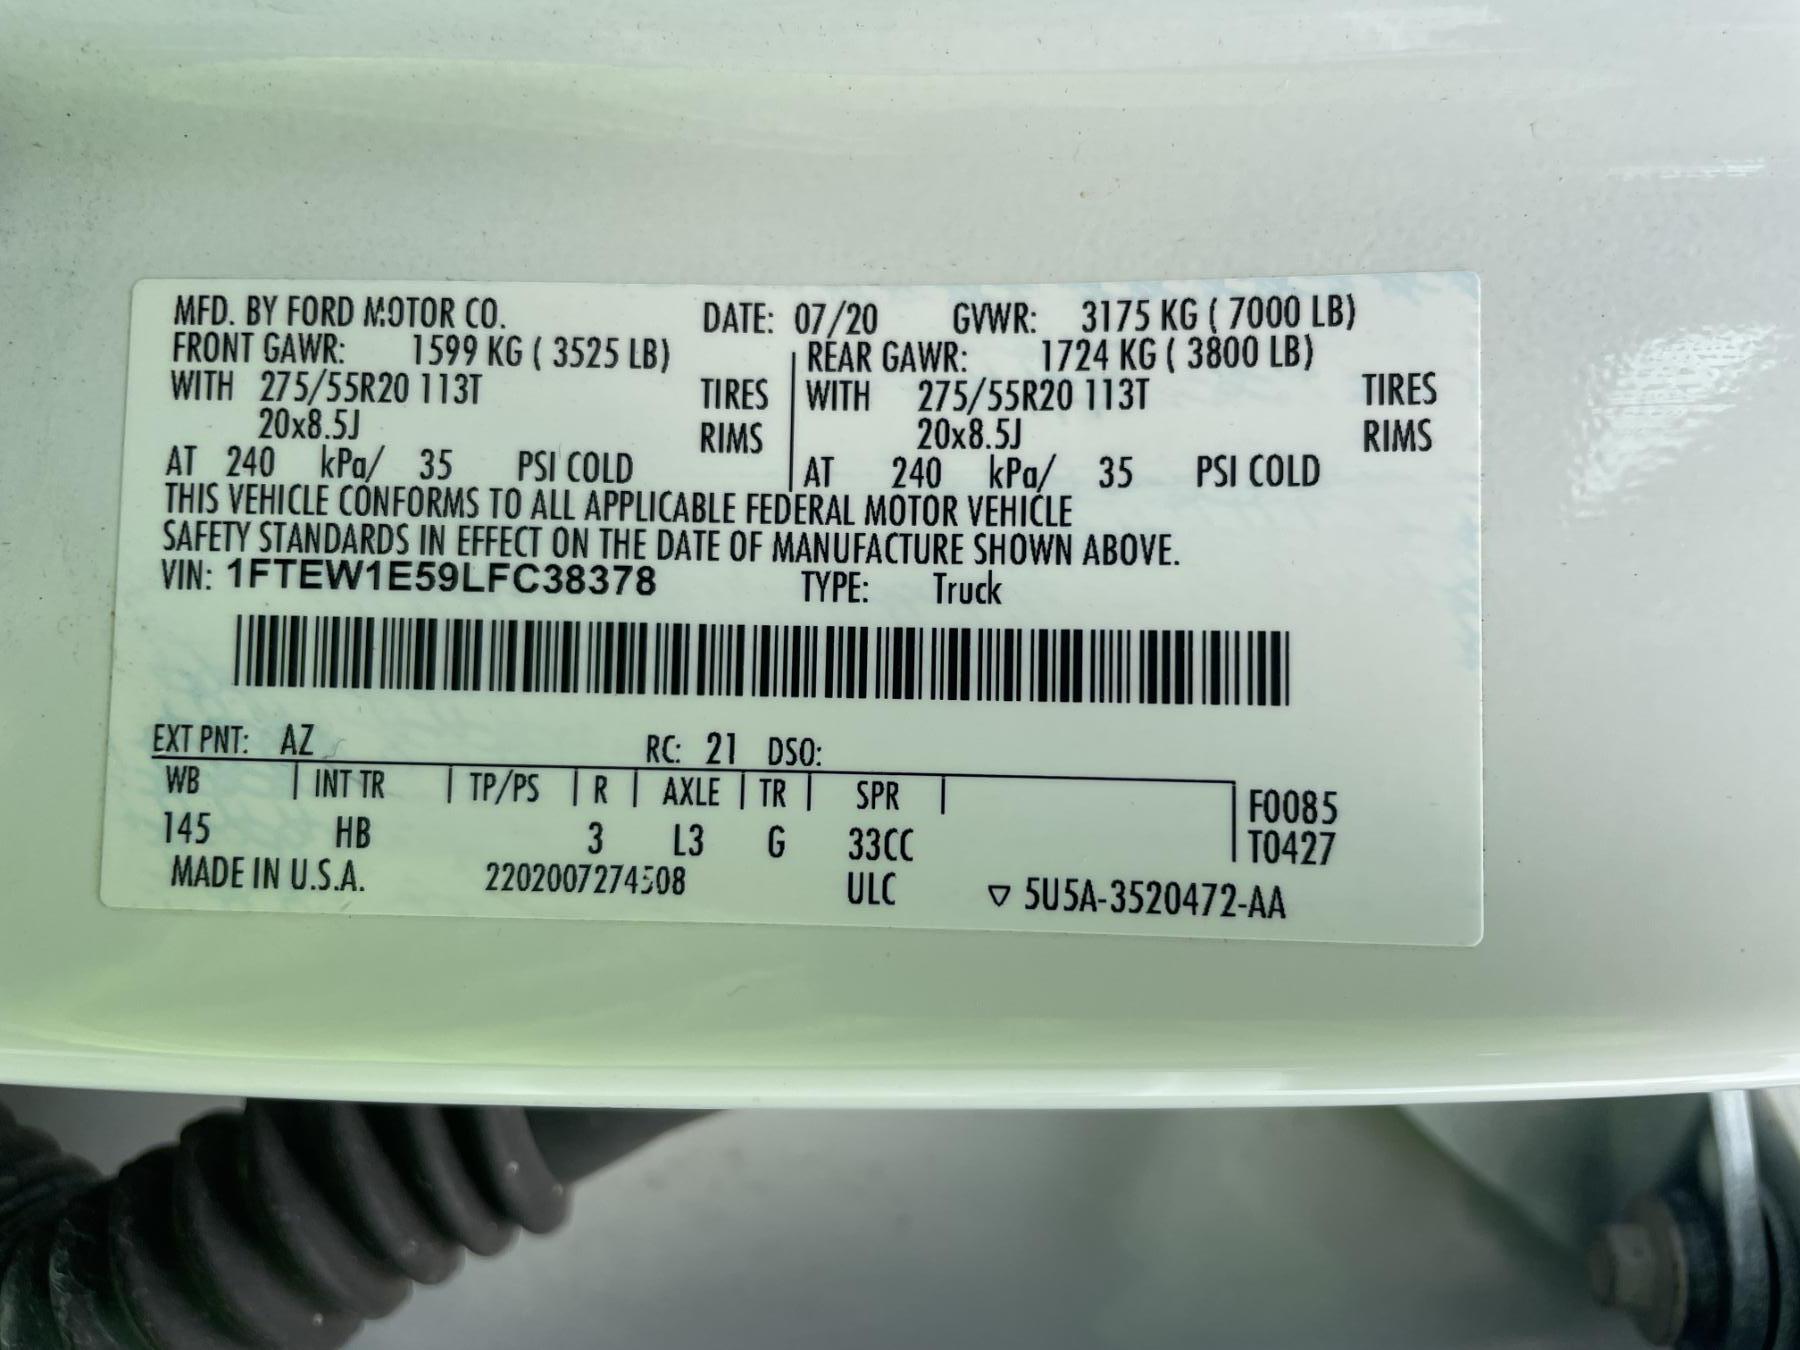 MFD. BY FORD MOTOR CO. DATE: 07/20 GVWR: 3175 KG ( 7000 LB)
FRONT GAWR: 1599 KG ( 3525 LB) REAR GAWR: 1724 KG ( 3800 LB)
WITH 275/55R20 113T TIRES WITH 275/55R20 113T TIRES
20x8.5J RIMS 20x8.5J RIMS
AT 240 kPa/ 35 PSI COLD AT 240 kPa/ 35 PSI COLD
THIS VEHICLE CONFORMS TO ALL APPLICABLE FEDERAL MOTOR VEHICLE
SAFETY STANDARDS IN EFFECT ON THE DATE OF MANUFACTURE SHOWN ABOVE.
VIN: 1FTEW1E59LFC38378 TYPE: Truck
EXT PNT: AZ RC: 21 DSO:
WB INT TR TP/PS R AXLE TR SPR F0085
145 HB 3 L3 G 33CC T0427
MADE IN U.S.A. 2202007274508 ULC ▽ 5U5A-3520472-AA